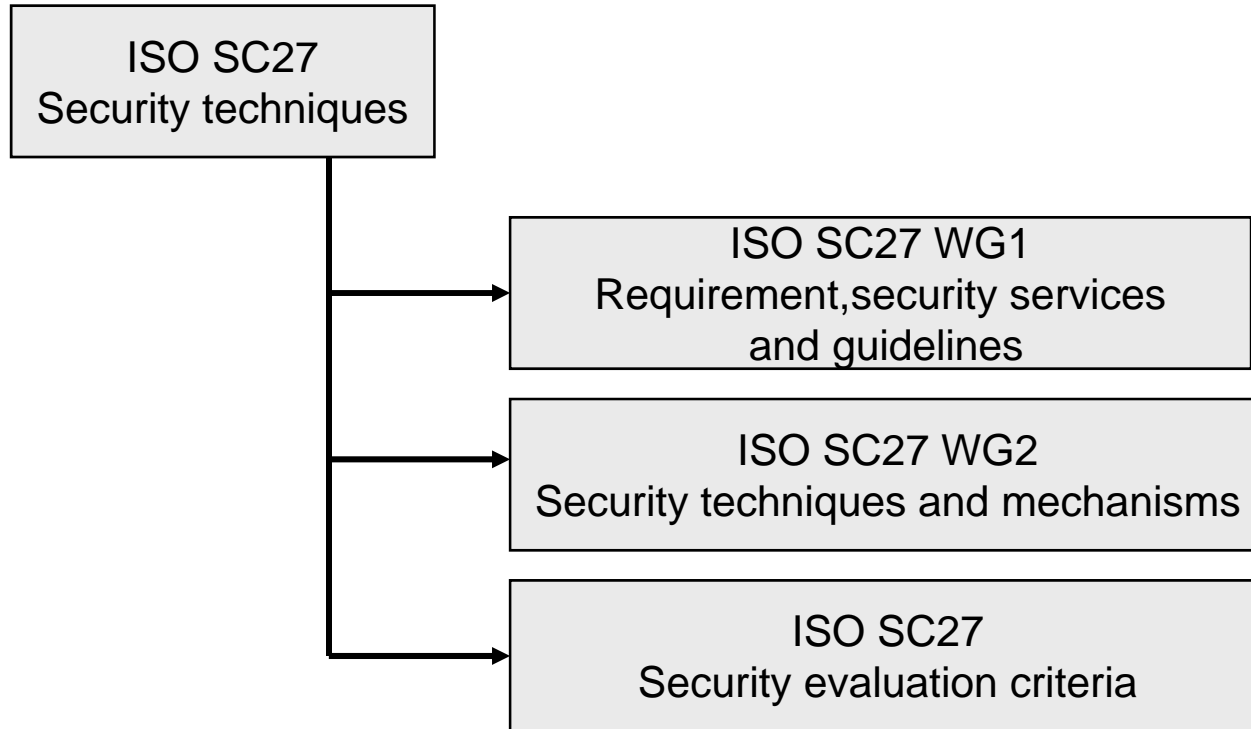 ISO SC27
Security techniques
ISO SC27 WG1
Requirement,security services
and guidelines
ISO SC27 WG2
Security techniques and mechanisms
ISO SC27
Security evaluation criteria